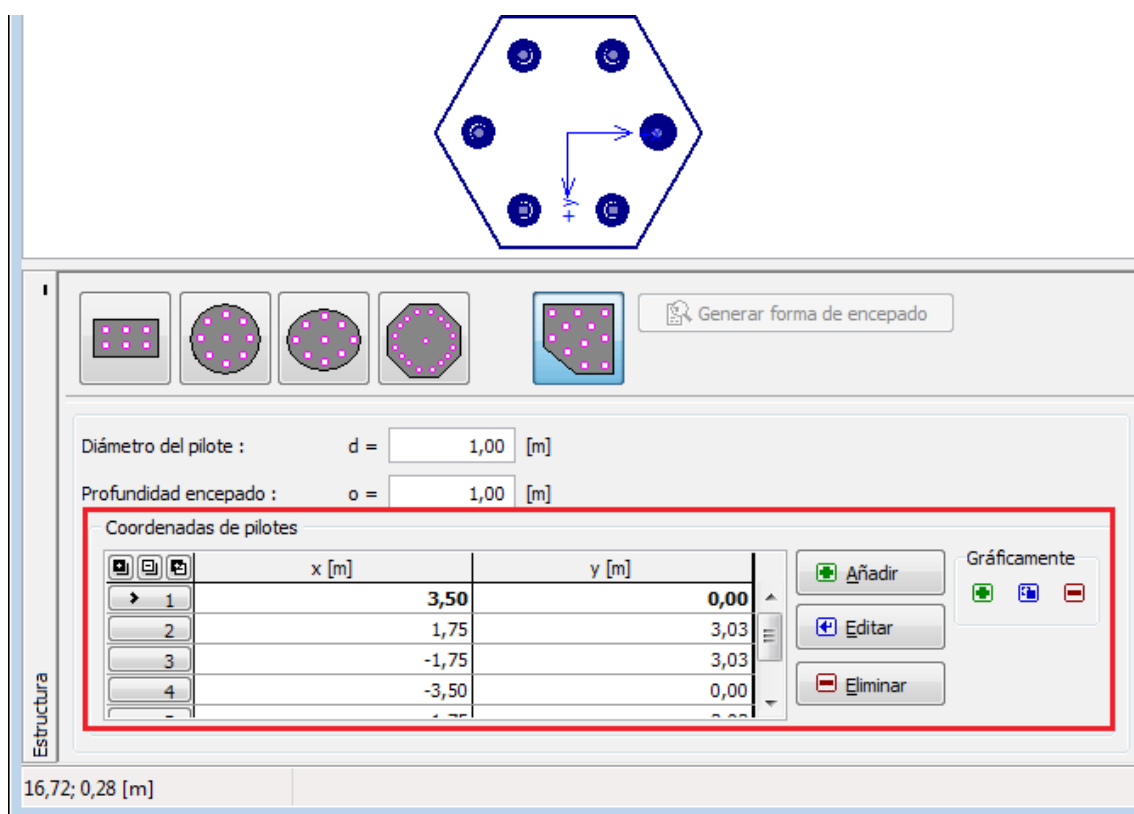 +y
Generar forma de encepado
Diámetro del pilote : d = 1,00 [m]
Profundidad encepado : o = 1,00 [m]
Coordenadas de pilotes
x [m] y [m]
1 3,50 0,00
2 1,75 3,03
3 -1,75 3,03
4 -3,50 0,00
Añadir
Editar
Eliminar
Gráficamente
Estructura
16,72; 0,28 [m]